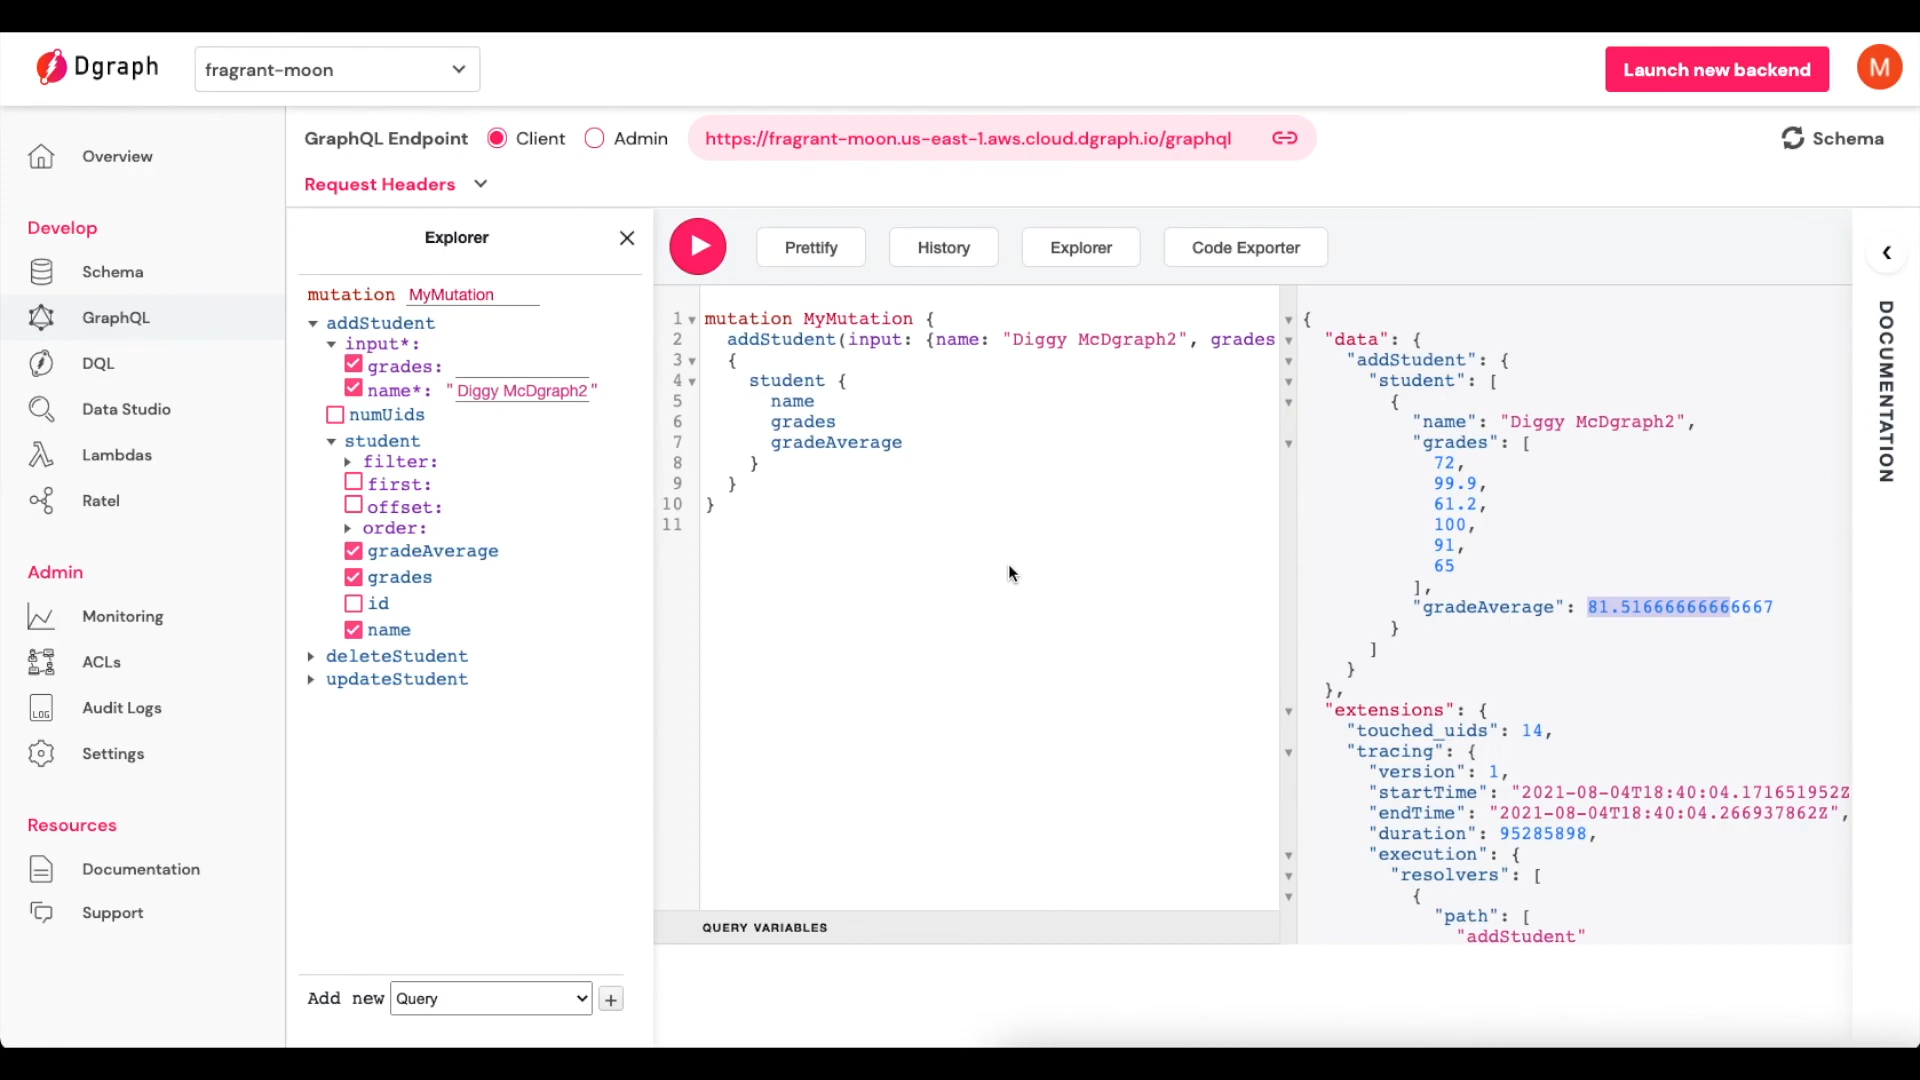 Dgraph
fragrant-moon
Launch new backend
M
GraphQL Endpoint
Client
Admin
https://fragrant-moon.us-east-1.aws.cloud.dgraph.io/graphql
Schema
Request Headers
Overview
Develop
Schema
GraphQL
DQL
Data Studio
Lambdas
Ratel
Admin
Monitoring
ACLs
LOG
Audit Logs
Settings
Resources
Documentation
Support
Explorer
mutation MyMutation
addStudent
input*:
grades:
name*: "Diggy McDgraph2"
numUids
student
filter:
first:
offset:
order:
gradeAverage
grades
id
name
deleteStudent
updateStudent
Add new Query +
Prettify
History
Explorer
Code Exporter
1 mutation MyMutation {
2 addStudent(input: {name: "Diggy McDgraph2", grades
3 {
4 student {
5 name
6 grades
7 gradeAverage
8 }
9 }
10 }
11
QUERY VARIABLES
{
"data": {
"addStudent": {
"student": [
{
"name": "Diggy McDgraph2",
"grades": [
72,
99.9,
61.2,
100,
91,
65
],
"gradeAverage": 81.51666666666667
}
]
}
},
"extensions": {
"touched_uids": 14,
"tracing": {
"version": 1,
"startTime": "2021-08-04T18:40:04.171651952Z
"endTime": "2021-08-04T18:40:04.266937862Z",
"duration": 95285898,
"execution": {
"resolvers": [
{
"path": [
"addStudent"
DOCUMENTATION